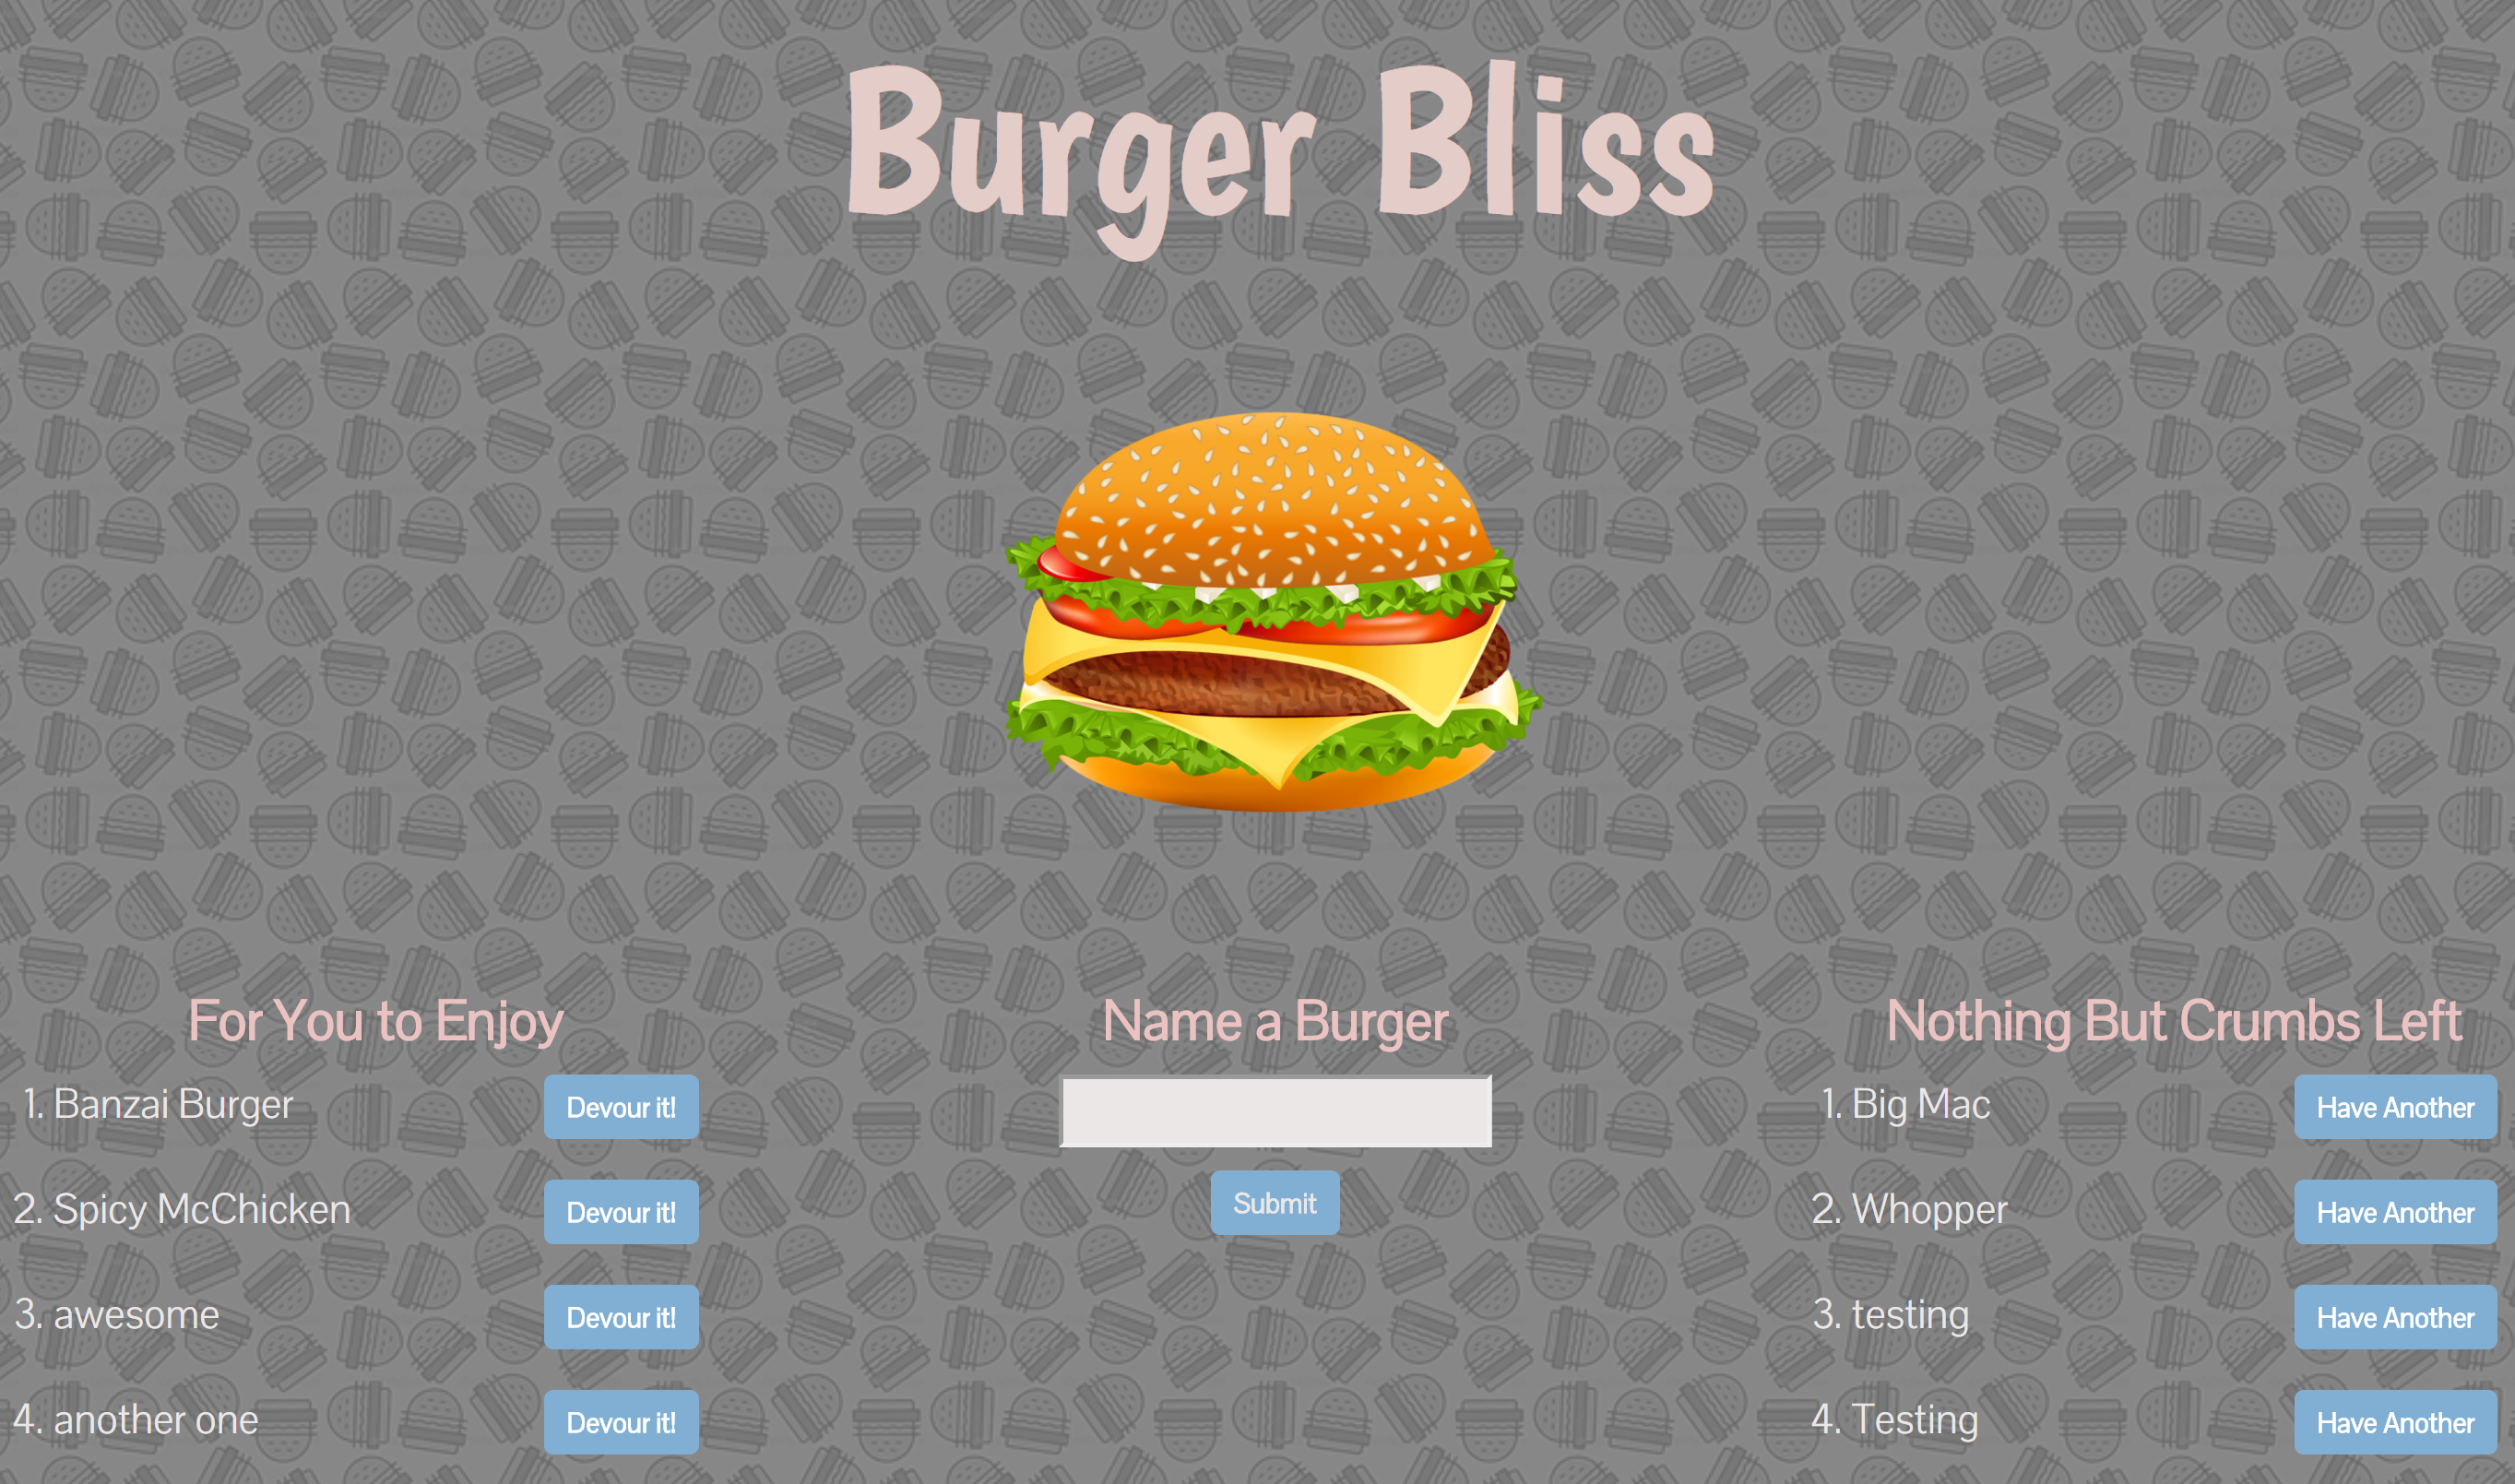 Burger Bliss
For You to Enjoy
1. Banzai Burger Devour it!
2. Spicy McChicken Devour it!
3. awesome Devour it!
4. another one Devour it!
Name a Burger
Submit
Nothing But Crumbs Left
1. Big Mac Have Another
2. Whopper Have Another
3. testing Have Another
4. Testing Have Another